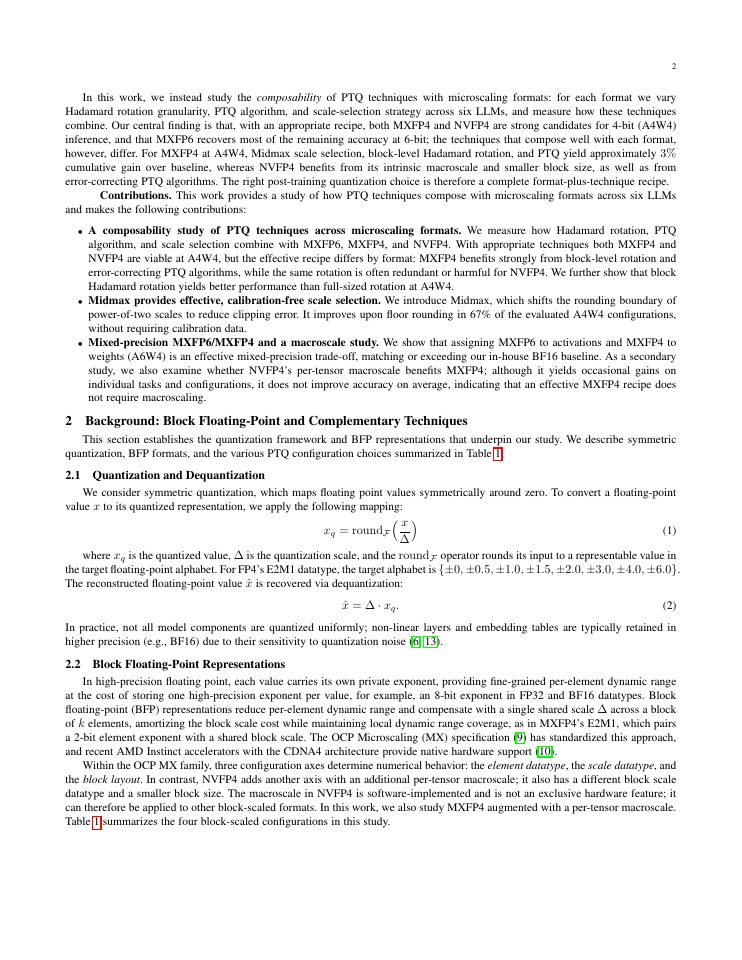 2
In this work, we instead study the composability of PTQ techniques with microscaling formats: for each format we vary
Hadamard rotation granularity, PTQ algorithm, and scale-selection strategy across six LLMs, and measure how these techniques
combine. Our central finding is that, with an appropriate recipe, both MXFP4 and NVFP4 are strong candidates for 4-bit (A4W4)
inference, and that MXFP6 recovers most of the remaining accuracy at 6-bit; the techniques that compose well with each format,
however, differ. For MXFP4 at A4W4, Midmax scale selection, block-level Hadamard rotation, and PTQ yield approximately 3%
cumulative gain over baseline, whereas NVFP4 benefits from its intrinsic macroscale and smaller block size, as well as from
error-correcting PTQ algorithms. The right post-training quantization choice is therefore a complete format-plus-technique recipe.
Contributions. This work provides a study of how PTQ techniques compose with microscaling formats across six LLMs
and makes the following contributions:
• A composability study of PTQ techniques across microscaling formats. We measure how Hadamard rotation, PTQ
algorithm, and scale selection combine with MXFP6, MXFP4, and NVFP4. With appropriate techniques both MXFP4 and
NVFP4 are viable at A4W4, but the effective recipe differs by format: MXFP4 benefits strongly from block-level rotation and
error-correcting PTQ algorithms, while the same rotation is often redundant or harmful for NVFP4. We further show that block
Hadamard rotation yields better performance than full-sized rotation at A4W4.
• Midmax provides effective, calibration-free scale selection. We introduce Midmax, which shifts the rounding boundary of
power-of-two scales to reduce clipping error. It improves upon floor rounding in 67% of the evaluated A4W4 configurations,
without requiring calibration data.
• Mixed-precision MXFP6/MXFP4 and a macroscale study. We show that assigning MXFP6 to activations and MXFP4 to
weights (A6W4) is an effective mixed-precision trade-off, matching or exceeding our in-house BF16 baseline. As a secondary
study, we also examine whether NVFP4's per-tensor macroscale benefits MXFP4; although it yields occasional gains on
individual tasks and configurations, it does not improve accuracy on average, indicating that an effective MXFP4 recipe does
not require macroscaling.
2 Background: Block Floating-Point and Complementary Techniques
This section establishes the quantization framework and BFP representations that underpin our study. We describe symmetric
quantization, BFP formats, and the various PTQ configuration choices summarized in Table 1.
2.1 Quantization and Dequantization
We consider symmetric quantization, which maps floating point values symmetrically around zero. To convert a floating-point
value x to its quantized representation, we apply the following mapping:
x_q = round_F(x/Δ) (1)
where x_q is the quantized value, Δ is the quantization scale, and the round_F operator rounds its input to a representable value in
the target floating-point alphabet. For FP4's E2M1 datatype, the target alphabet is {±0, ±0.5, ±1.0, ±1.5, ±2.0, ±3.0, ±4.0, ±6.0}.
The reconstructed floating-point value x̂ is recovered via dequantization:
x̂ = Δ · x_q. (2)
In practice, not all model components are quantized uniformly; non-linear layers and embedding tables are typically retained in
higher precision (e.g., BF16) due to their sensitivity to quantization noise (6, 13).
2.2 Block Floating-Point Representations
In high-precision floating point, each value carries its own private exponent, providing fine-grained per-element dynamic range
at the cost of storing one high-precision exponent per value, for example, an 8-bit exponent in FP32 and BF16 datatypes. Block
floating-point (BFP) representations reduce per-element dynamic range and compensate with a single shared scale Δ across a block
of k elements, amortizing the block scale cost while maintaining local dynamic range coverage, as in MXFP4's E2M1, which pairs
a 2-bit element exponent with a shared block scale. The OCP Microscaling (MX) specification (9) has standardized this approach,
and recent AMD Instinct accelerators with the CDNA4 architecture provide native hardware support (10).
Within the OCP MX family, three configuration axes determine numerical behavior: the element datatype, the scale datatype, and
the block layout. In contrast, NVFP4 adds another axis with an additional per-tensor macroscale; it also has a different block scale
datatype and a smaller block size. The macroscale in NVFP4 is software-implemented and is not an exclusive hardware feature; it
can therefore be applied to other block-scaled formats. In this work, we also study MXFP4 augmented with a per-tensor macroscale.
Table 1 summarizes the four block-scaled configurations in this study.